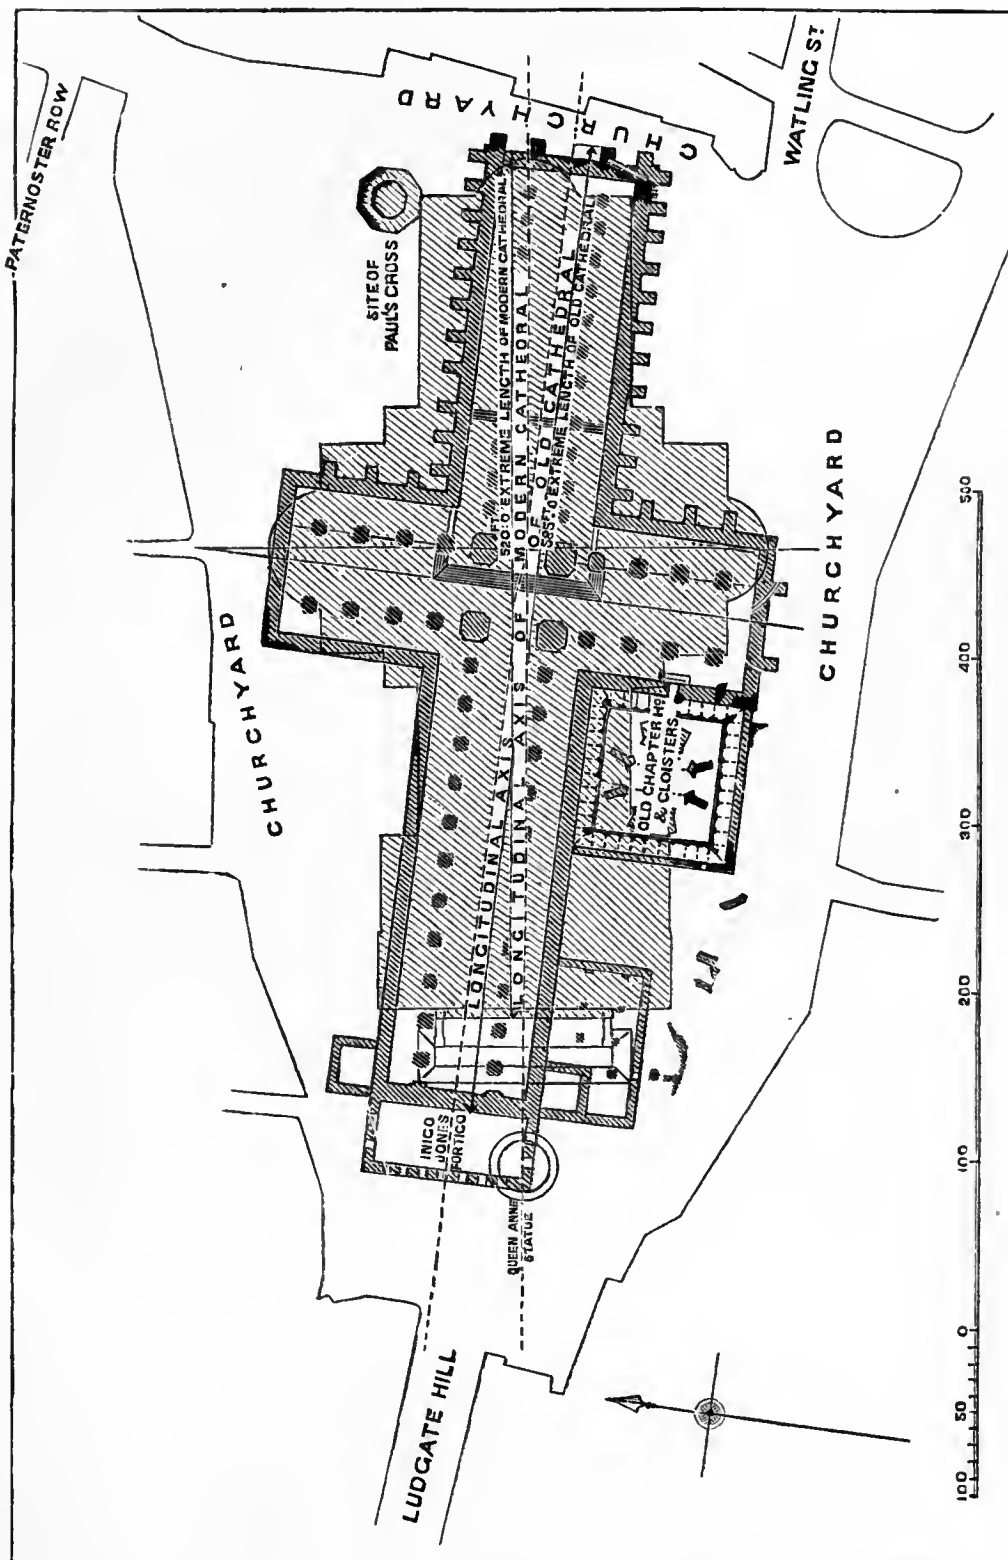 PATERNOSTER ROW
CHURCHYARD
WATLING ST
SITE OF
PAUL'S CROSS
520 FT 0 EXTREME LENGTH OF MODERN CATHEDRAL
LONGITUDINAL AXIS OF MODERN CATHEDRAL
LONGITUDINAL AXIS OF OLD CATHEDRAL
585 FT 0 EXTREME LENGTH OF OLD CATHEDRAL
CHURCHYARD
CHURCHYARD
OLD CHAPTER HO
& CLOISTERS
INIGO
JONES
PORTICO
QUEEN ANNE
STATUE
LUDGATE HILL
100 50 0 100 200 300 400 500